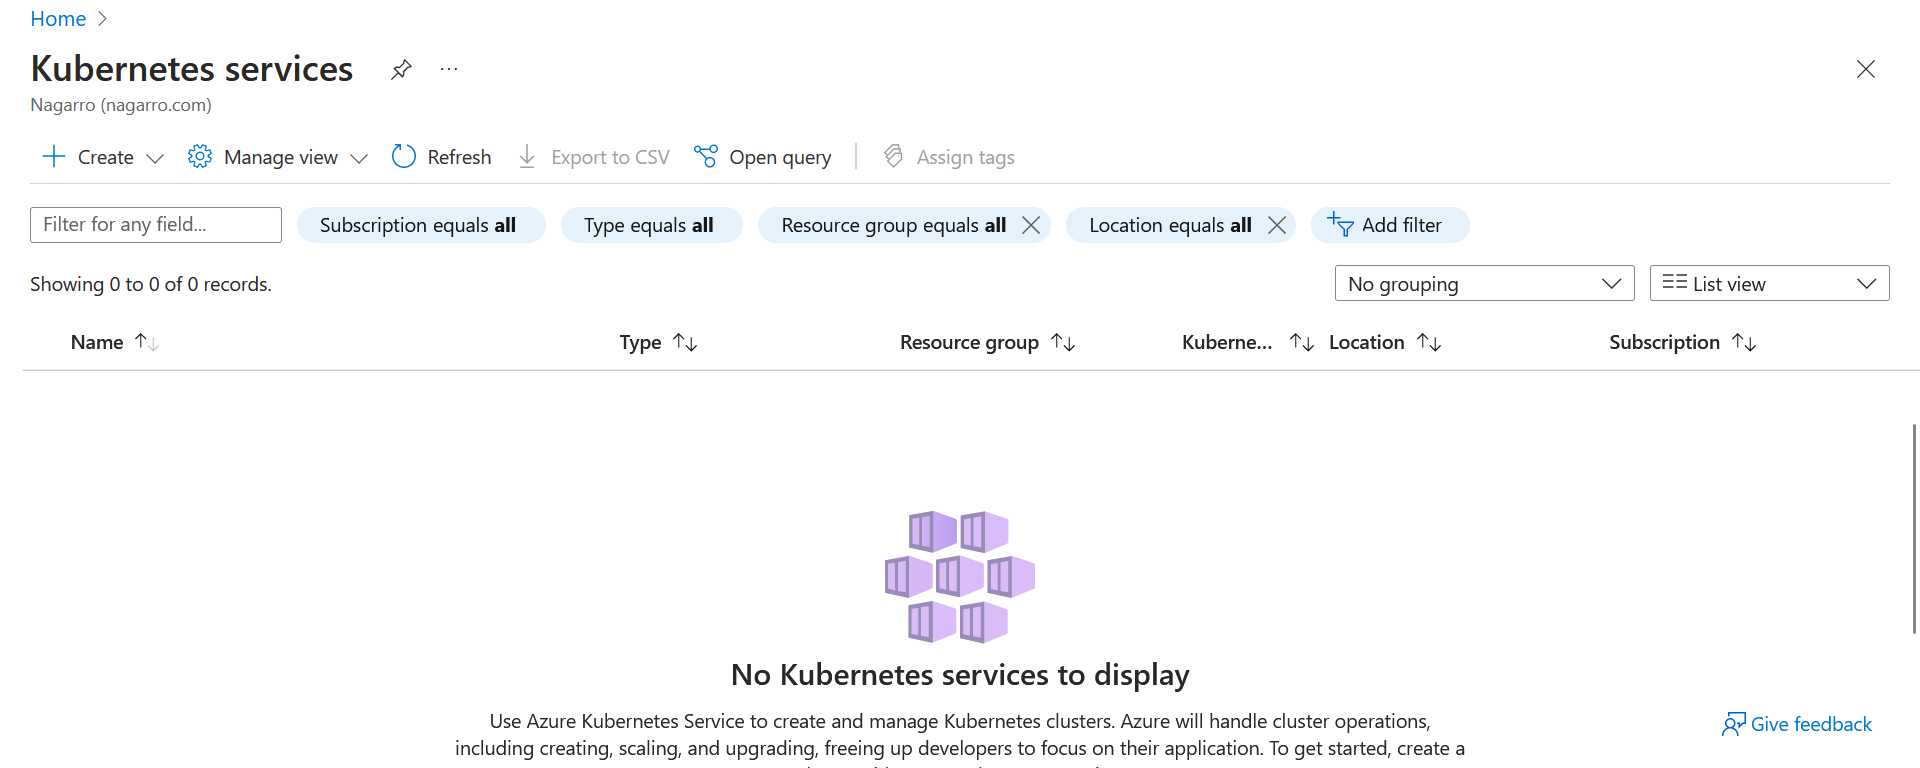 Home
Kubernetes services
Nagarro (nagarro.com)
Create Manage view Refresh Export to CSV Open query Assign tags
Filter for any field... Subscription equals all Type equals all Resource group equals all Location equals all Add filter
Showing 0 to 0 of 0 records. No grouping List view
Name Type Resource group Kuberne... Location Subscription
No Kubernetes services to display
Use Azure Kubernetes Service to create and manage Kubernetes clusters. Azure will handle cluster operations,
including creating, scaling, and upgrading, freeing up developers to focus on their application. To get started, create a
Give feedback